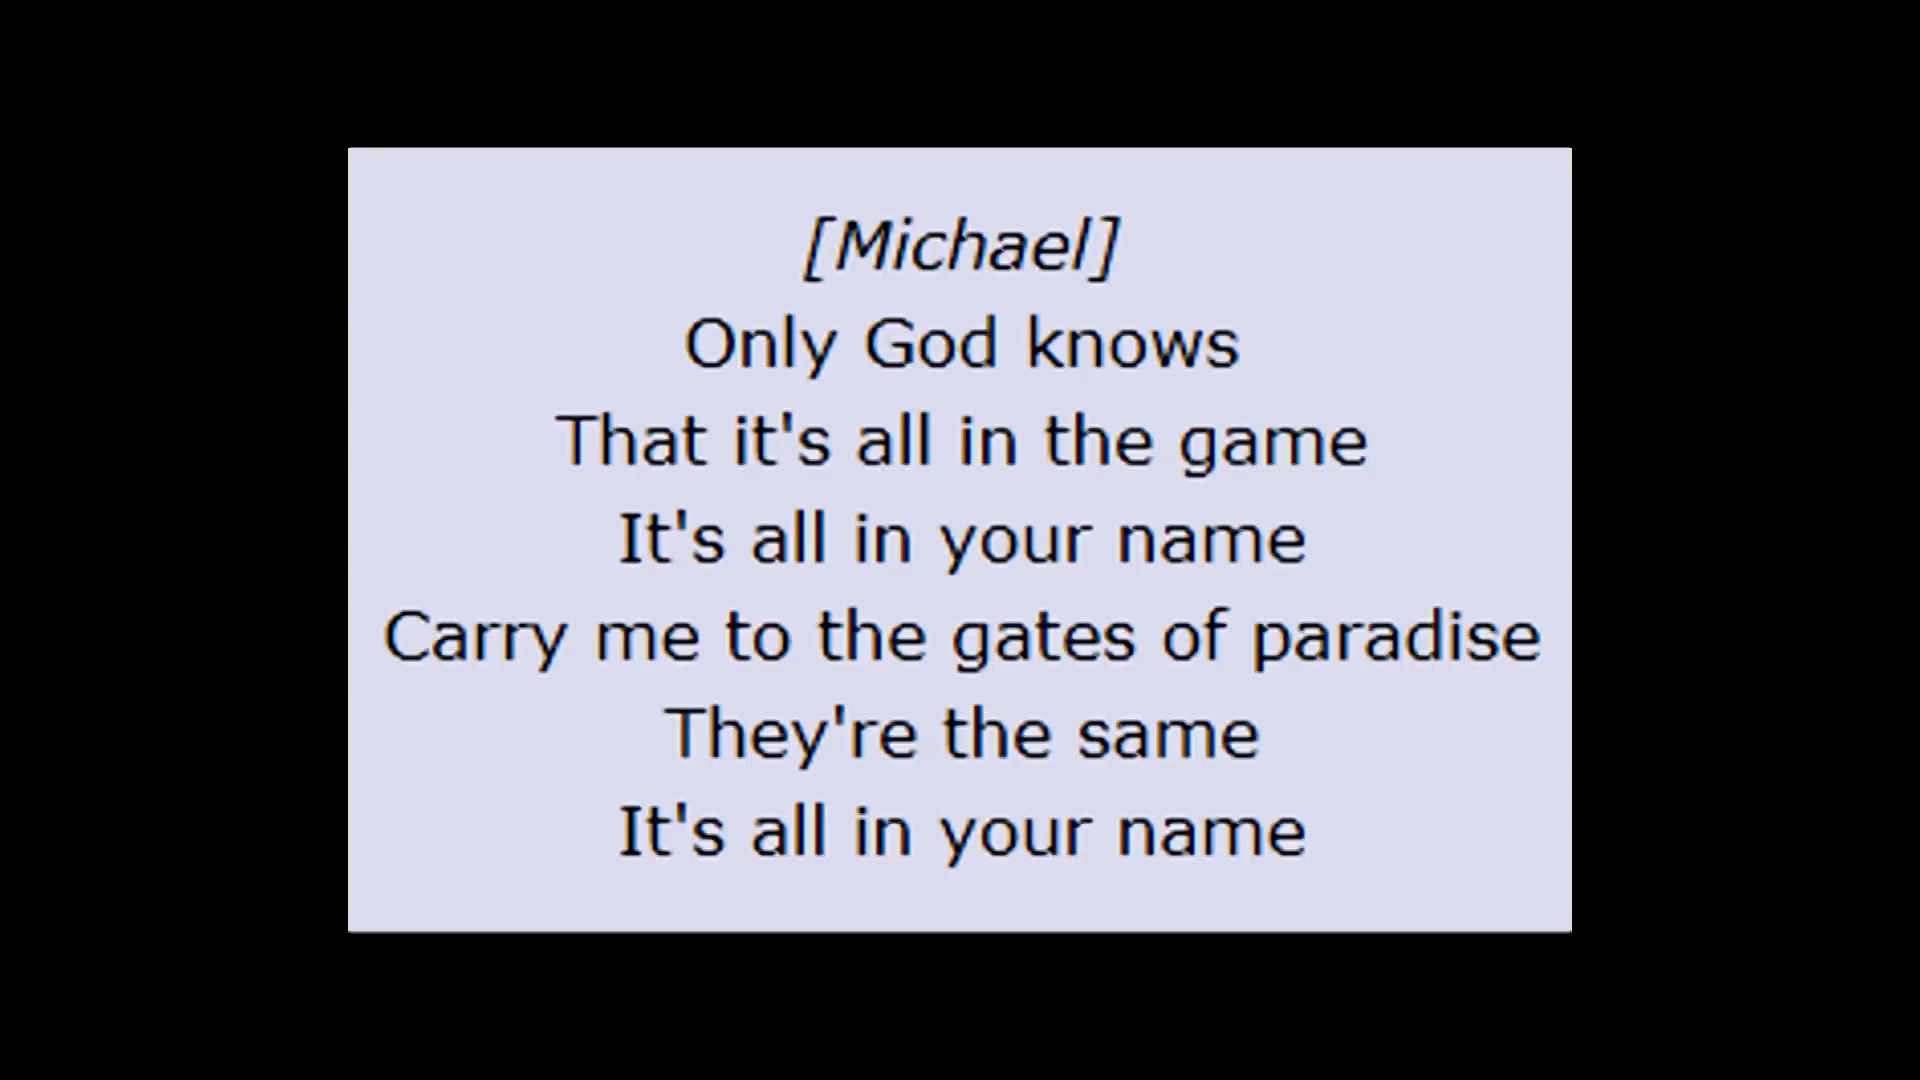 [Michael]
Only God knows
That it's all in the game
It's all in your name
Carry me to the gates of paradise
They're the same
It's all in your name